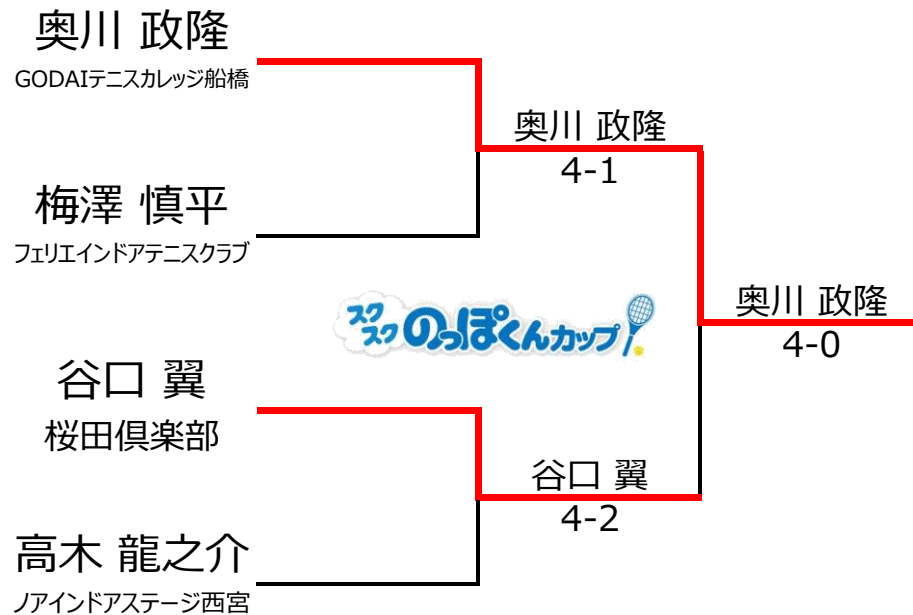 奥川 政隆
GODAIテニスカレッジ船橋
奥川 政隆
4-1
梅澤 慎平
フェリエインドアテニスクラブ
スク
スク のっぽくんカップ
奥川 政隆
4-0
谷口 翼
桜田倶楽部
谷口 翼
4-2
高木 龍之介
ノアインドアステージ西宮